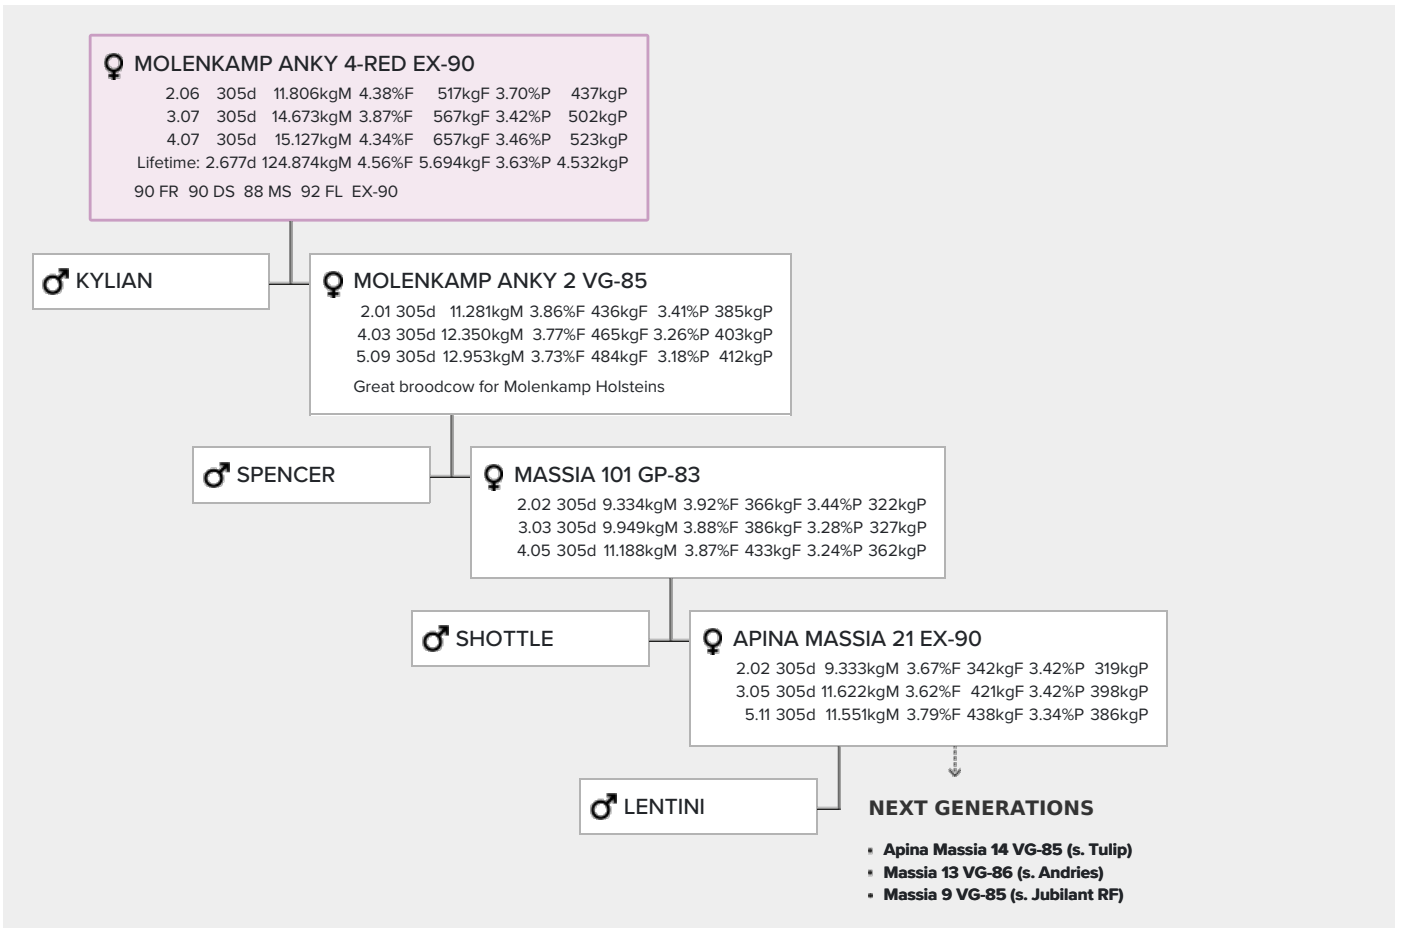 MOLENKAMP ANKY 4-RED EX-90
2.06 305d 11.806kgM 4.38%F 517kgF 3.70%P 437kgP
3.07 305d 14.673kgM 3.87%F 567kgF 3.42%P 502kgP
4.07 305d 15.127kgM 4.34%F 657kgF 3.46%P 523kgP
Lifetime: 2.677d 124.874kgM 4.56%F 5.694kgF 3.63%P 4.532kgP
90 FR 90 DS 88 MS 92 FL EX-90
KYLIAN
MOLENKAMP ANKY 2 VG-85
2.01 305d 11.281kgM 3.86%F 436kgF 3.41%P 385kgP
4.03 305d 12.350kgM 3.77%F 465kgF 3.26%P 403kgP
5.09 305d 12.953kgM 3.73%F 484kgF 3.18%P 412kgP
Great broodcow for Molenkamp Holsteins
SPENCER
MASSIA 101 GP-83
2.02 305d 9.334kgM 3.92%F 366kgF 3.44%P 322kgP
3.03 305d 9.949kgM 3.88%F 386kgF 3.28%P 327kgP
4.05 305d 11.188kgM 3.87%F 433kgF 3.24%P 362kgP
SHOTTLE
APINA MASSIA 21 EX-90
2.02 305d 9.333kgM 3.67%F 342kgF 3.42%P 319kgP
3.05 305d 11.622kgM 3.62%F 421kgF 3.42%P 398kgP
5.11 305d 11.551kgM 3.79%F 438kgF 3.34%P 386kgP
LENTINI
NEXT GENERATIONS
Apina Massia 14 VG-85 (s. Tulip)
Massia 13 VG-86 (s. Andries)
Massia 9 VG-85 (s. Jubilant RF)